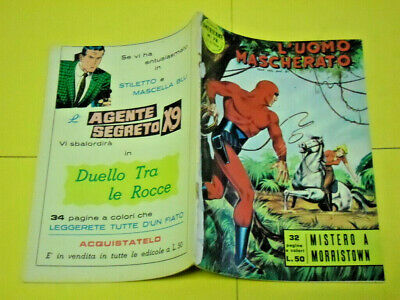 Se vi ha
entusiasmato
in
STILETTO e
MASCELLA BLU
L' AGENTE
SEGRETO X9
Vi sbalordirà
in
Duello Tra
le Rocce
34 pagine a colori che
LEGGERETE TUTTE D'UN FIATO
ACQUISTATELO
E' in vendita in tutte le edicole a L. 50
L'UOMO
MASCHERATO
32
pagine
a colori
L. 50
MISTERO A
MORRISTOWN